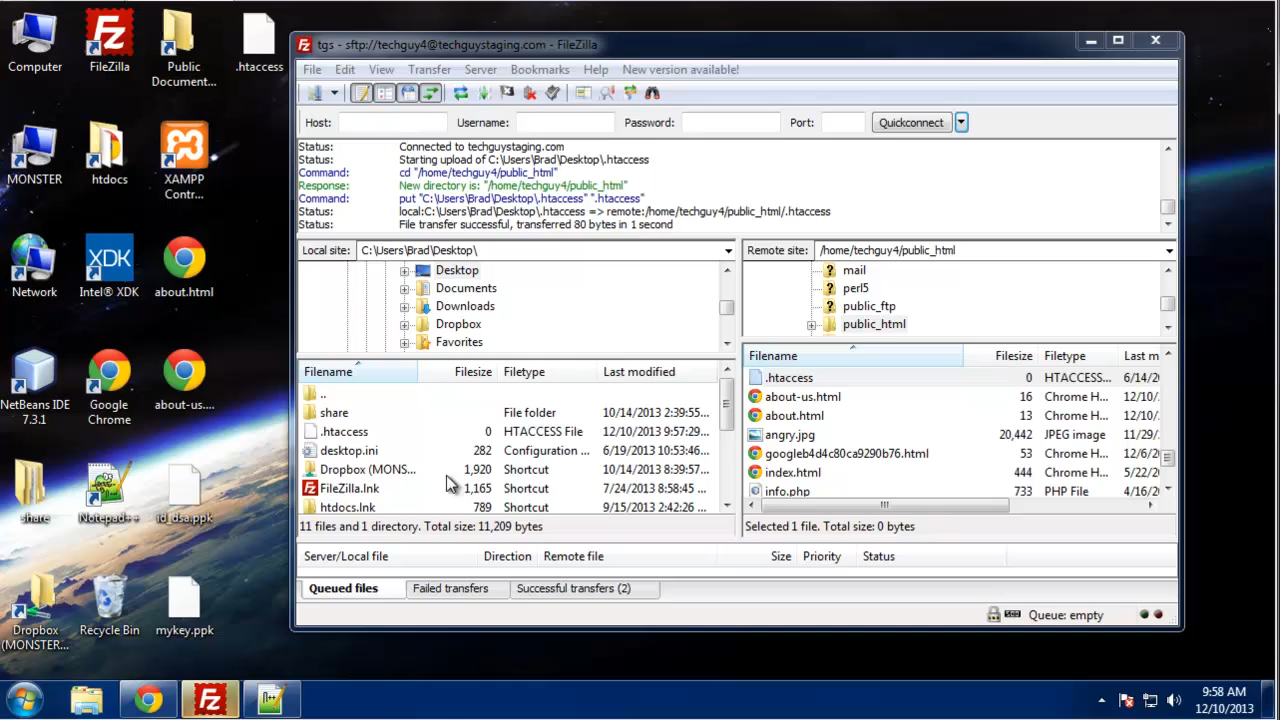 Computer
FileZilla
Public
Document...
.htaccess
MONSTER
htdocs
XAMPP
Contr...
Network
Intel® XDK
about.html
NetBeans IDE
7.3.1
Google
Chrome
about-us....
share
Notepad++
id_dsa.ppk
Dropbox
(MONSTER...
Recycle Bin
mykey.ppk
tgs - sftp://techguy4@techguystaging.com - FileZilla
File Edit View Transfer Server Bookmarks Help New version available!
Host: Username: Password: Port: Quickconnect
Status: Connected to techguystaging.com
Status: Starting upload of C:\Users\Brad\Desktop\.htaccess
Command: cd "/home/techguy4/public_html"
Response: New directory is: "/home/techguy4/public_html"
Command: put "C:\Users\Brad\Desktop\.htaccess" ".htaccess"
Status: local:C:\Users\Brad\Desktop\.htaccess => remote:/home/techguy4/public_html/.htaccess
Status: File transfer successful, transferred 80 bytes in 1 second
Local site: C:\Users\Brad\Desktop\
Desktop
Documents
Downloads
Dropbox
Favorites
Filename Filesize Filetype Last modified
..
share File folder 10/14/2013 2:39:55...
.htaccess 0 HTACCESS File 12/10/2013 9:57:29...
desktop.ini 282 Configuration ... 6/19/2013 10:53:46...
Dropbox (MONS... 1,920 Shortcut 10/14/2013 8:39:57...
FileZilla.lnk 1,165 Shortcut 7/24/2013 8:58:45...
htdocs.lnk 789 Shortcut 9/15/2013 2:42:26...
11 files and 1 directory. Total size: 11,209 bytes
Remote site: /home/techguy4/public_html
mail
perl5
public_ftp
public_html
Filename Filesize Filetype Last m
.htaccess 0 HTACCESS... 6/14/20
about-us.html 16 Chrome H... 12/10/
about.html 13 Chrome H... 12/10/
angry.jpg 20,442 JPEG image 11/29/
googleb4d4c80ca9290b76.html 53 Chrome H... 12/10/
index.html 444 Chrome H... 5/22/2
info.php 733 PHP File 4/16/2
Selected 1 file. Total size: 0 bytes
Server/Local file Direction Remote file Size Priority Status
Queued files Failed transfers Successful transfers (2)
Queue: empty
9:58 AM
12/10/2013